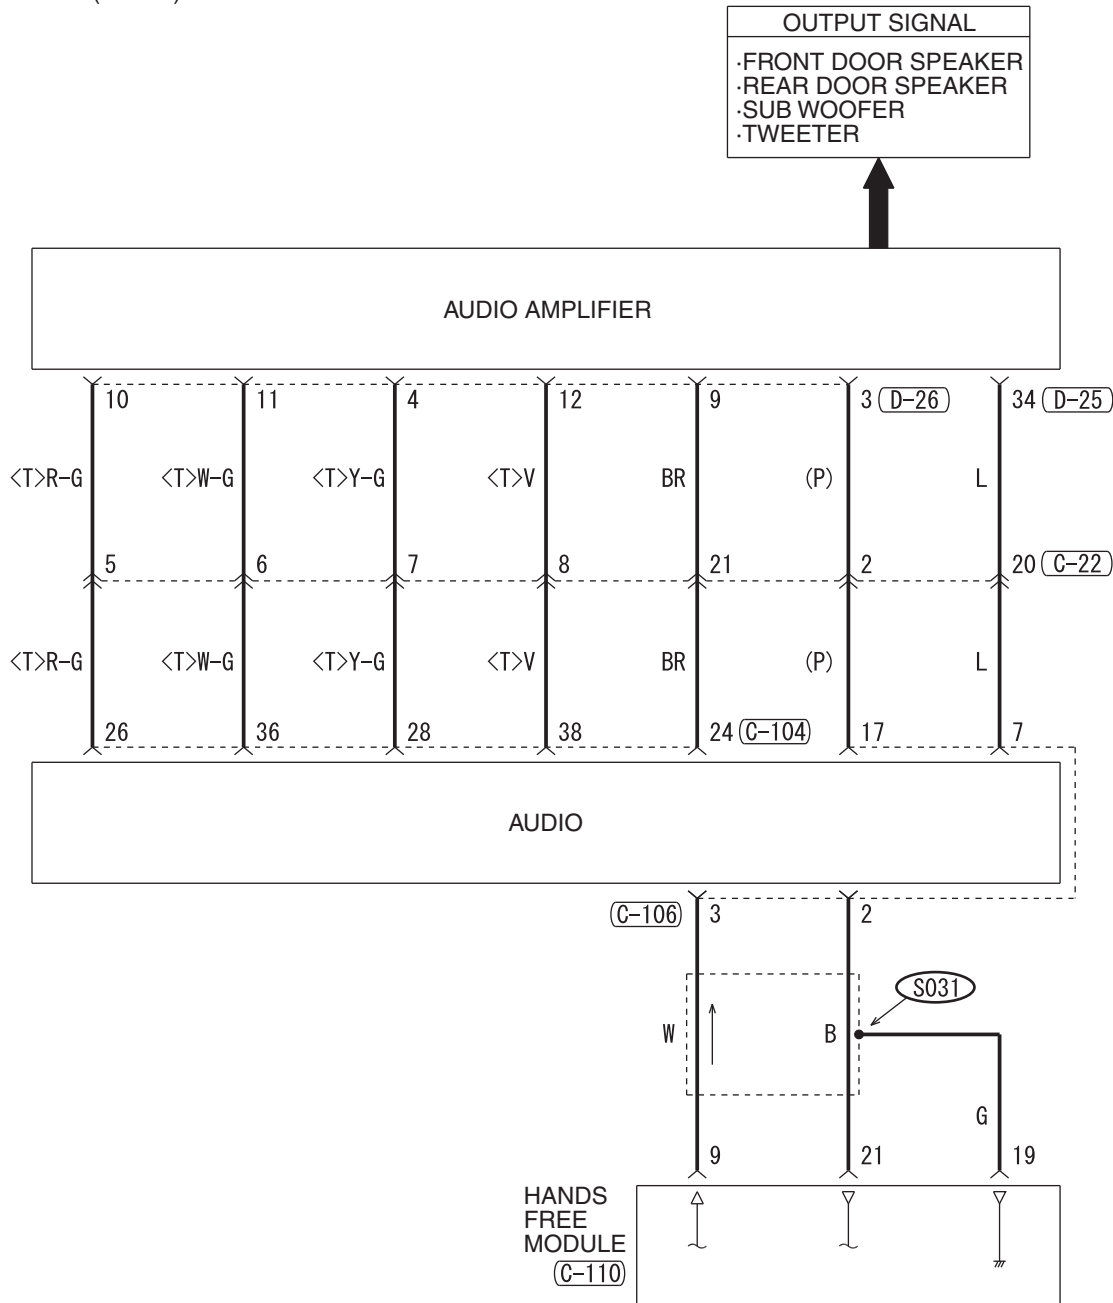 OUTPUT SIGNAL
·FRONT DOOR SPEAKER
·REAR DOOR SPEAKER
·SUB WOOFER
·TWEETER
AUDIO AMPLIFIER
10 11 4 12 9 3 D-26 34 D-25
<T>R-G <T>W-G <T>Y-G <T>V BR (P) L
5 6 7 8 21 2 20 C-22
<T>R-G <T>W-G <T>Y-G <T>V BR (P) L
26 36 28 38 24 C-104 17 7
AUDIO
C-106 3 2
S031
W B
G
9 21 19
HANDS
FREE
MODULE
C-110